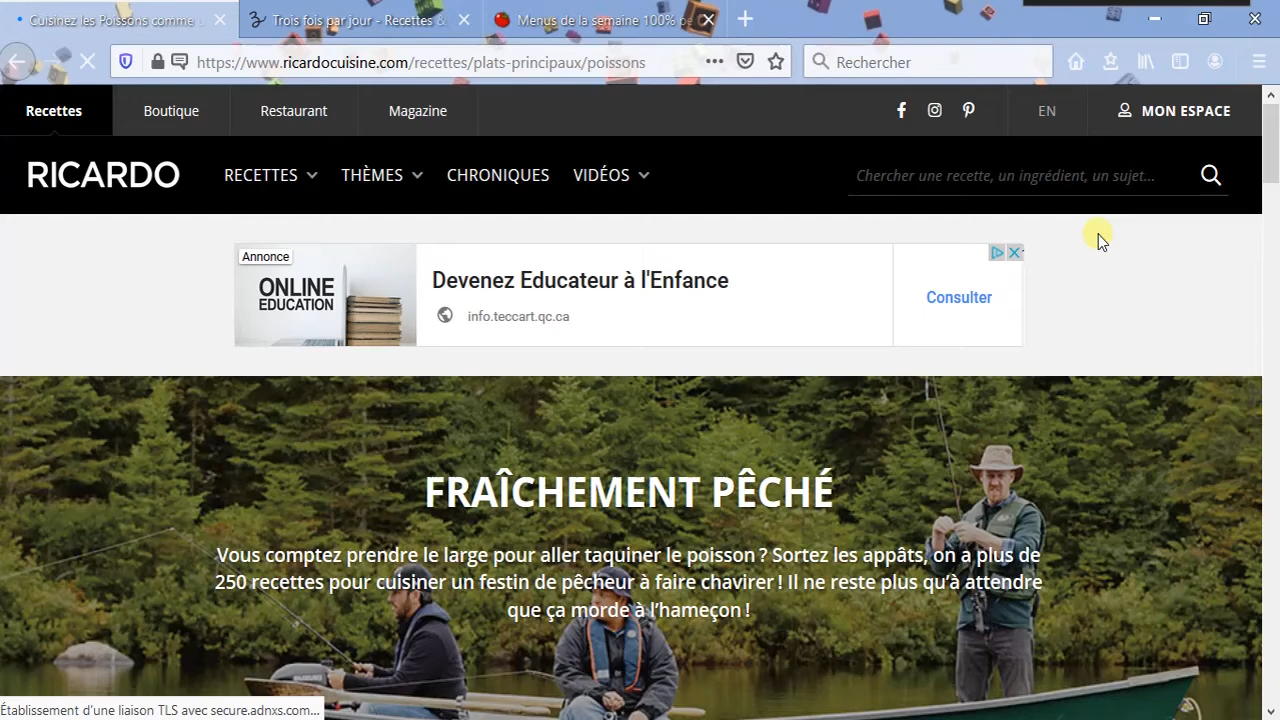 Cuisinez les Poissons comme u
Trois fois par jour - Recettes &
Menus de la semaine 100% pe
https://www.ricardocuisine.com/recettes/plats-principaux/poissons
Rechercher
Recettes
Boutique
Restaurant
Magazine
EN
MON ESPACE
RICARDO
RECETTES
THÈMES
CHRONIQUES
VIDÉOS
Chercher une recette, un ingrédient, un sujet...
Annonce
ONLINE
EDUCATION
Devenez Educateur à l'Enfance
info.teccart.qc.ca
Consulter
FRAÎCHEMENT PÊCHÉ
Vous comptez prendre le large pour aller taquiner le poisson ? Sortez les appâts, on a plus de
250 recettes pour cuisiner un festin de pêcheur à faire chavirer ! Il ne reste plus qu'à attendre
que ça morde à l'hameçon !
Établissement d'une liaison TLS avec secure.adnxs.com...